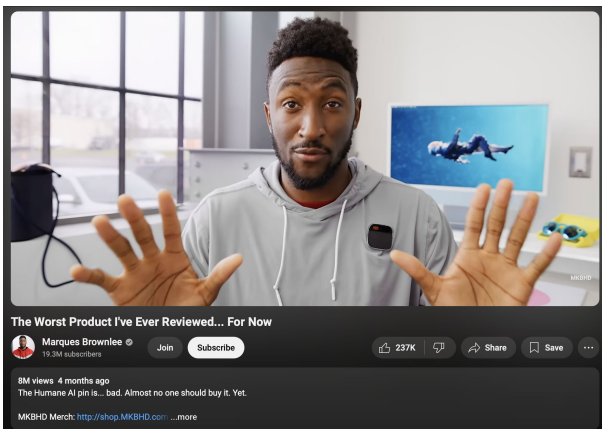 MKBHD
The Worst Product I've Ever Reviewed... For Now
Marques Brownlee
19.3M subscribers
Join
Subscribe
237K
Share
Save
8M views 4 months ago
The Humane AI pin is... bad. Almost no one should buy it. Yet.
MKBHD Merch: http://shop.MKBHD.com ...more